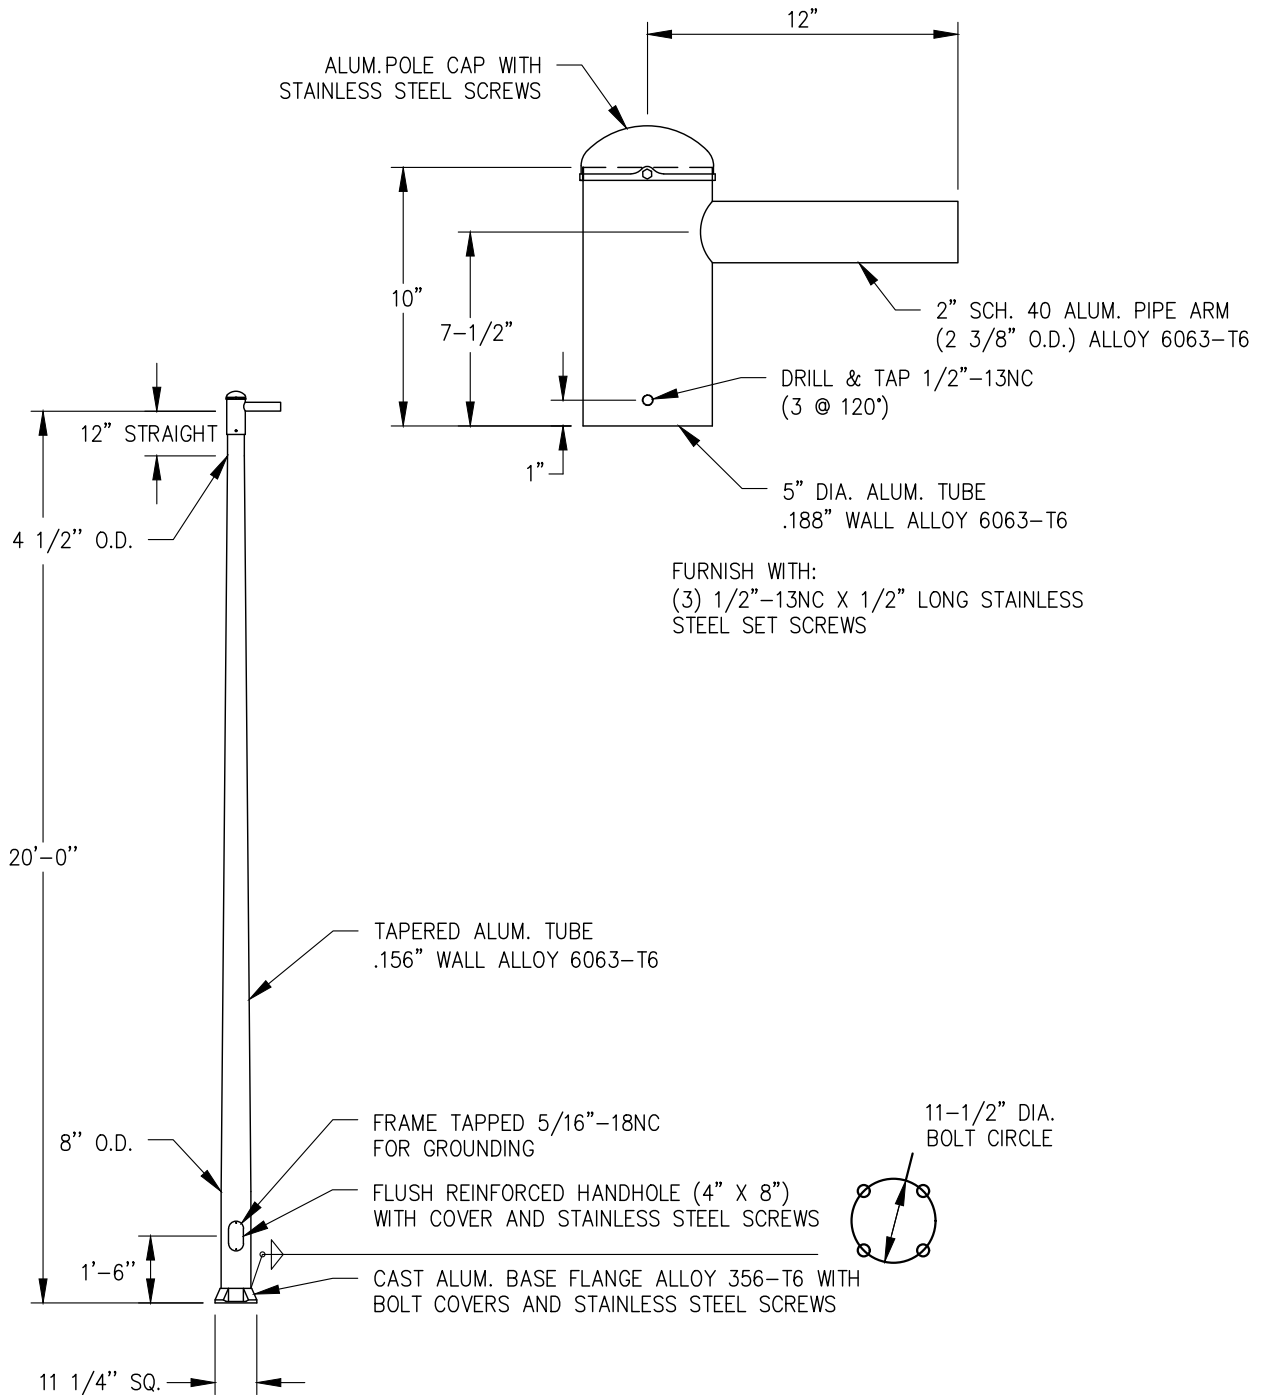 12"
ALUM.POLE CAP WITH
STAINLESS STEEL SCREWS
10"
7-1/2"
2" SCH. 40 ALUM. PIPE ARM
(2 3/8" O.D.) ALLOY 6063-T6
DRILL & TAP 1/2"-13NC
(3 @ 120°)
12" STRAIGHT
1"
5" DIA. ALUM. TUBE
.188" WALL ALLOY 6063-T6
4 1/2" O.D.
FURNISH WITH:
(3) 1/2"-13NC X 1/2" LONG STAINLESS
STEEL SET SCREWS
20'-0"
TAPERED ALUM. TUBE
.156" WALL ALLOY 6063-T6
11-1/2" DIA.
BOLT CIRCLE
FRAME TAPPED 5/16"-18NC
FOR GROUNDING
8" O.D.
FLUSH REINFORCED HANDHOLE (4" X 8")
WITH COVER AND STAINLESS STEEL SCREWS
1'-6"
CAST ALUM. BASE FLANGE ALLOY 356-T6 WITH
BOLT COVERS AND STAINLESS STEEL SCREWS
11 1/4" SQ.